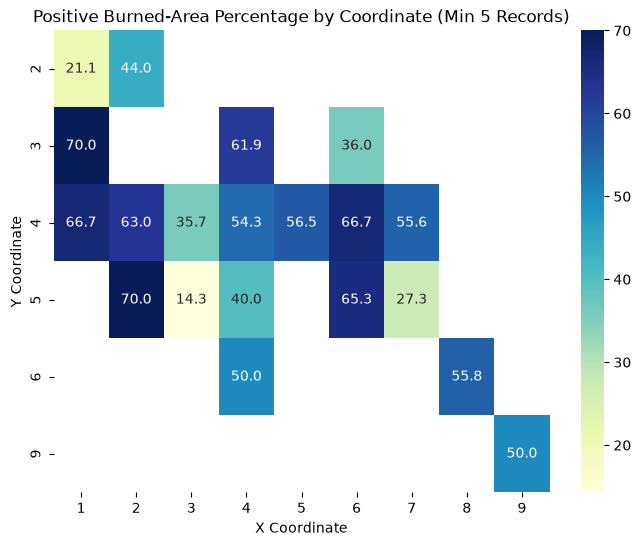 Positive Burned-Area Percentage by Coordinate (Min 5 Records)
2 21.1 44.0
3 70.0 61.9 36.0
4 66.7 63.0 35.7 54.3 56.5 66.7 55.6
5 70.0 14.3 40.0 65.3 27.3
6 50.0 55.8
9 50.0
1 2 3 4 5 6 7 8 9
X Coordinate
Y Coordinate
70
60
50
40
30
20